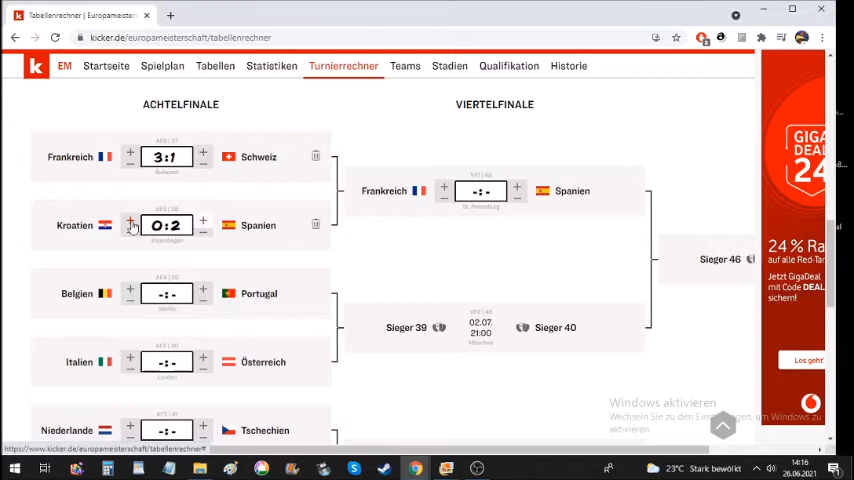 Tabellenrechner | Europameister
kicker.de/europameisterschaft/tabellenrechner
k EM Startseite Spielplan Tabellen Statistiken Turnierrechner Teams Stadien Qualifikation Historie
ACHTELFINALE VIERTELFINALE
Frankreich 3:1 Schweiz
Frankreich -:- Spanien
St. Petersburg
Kroatien 0:2 Spanien
Kopenhagen
Sieger 46
Belgien -:- Portugal
Sevilla
Sieger 39 02.07. 21:00 Sieger 40
München
Italien -:- Österreich
London
Niederlande -:- Tschechien
GIGA
DEAL
24
24 % Ra
auf alle Red-Tar
Jetzt GigaDeal
mit Code DEAL
sichern!
Los geht'
Windows aktivieren
Wechseln Sie zu den Einstellungen, um Windows zu
aktivieren.
https://www.kicker.de/europameisterschaft/tabellenrechner#
23°C Stark bewölkt
14:16
26.06.2021